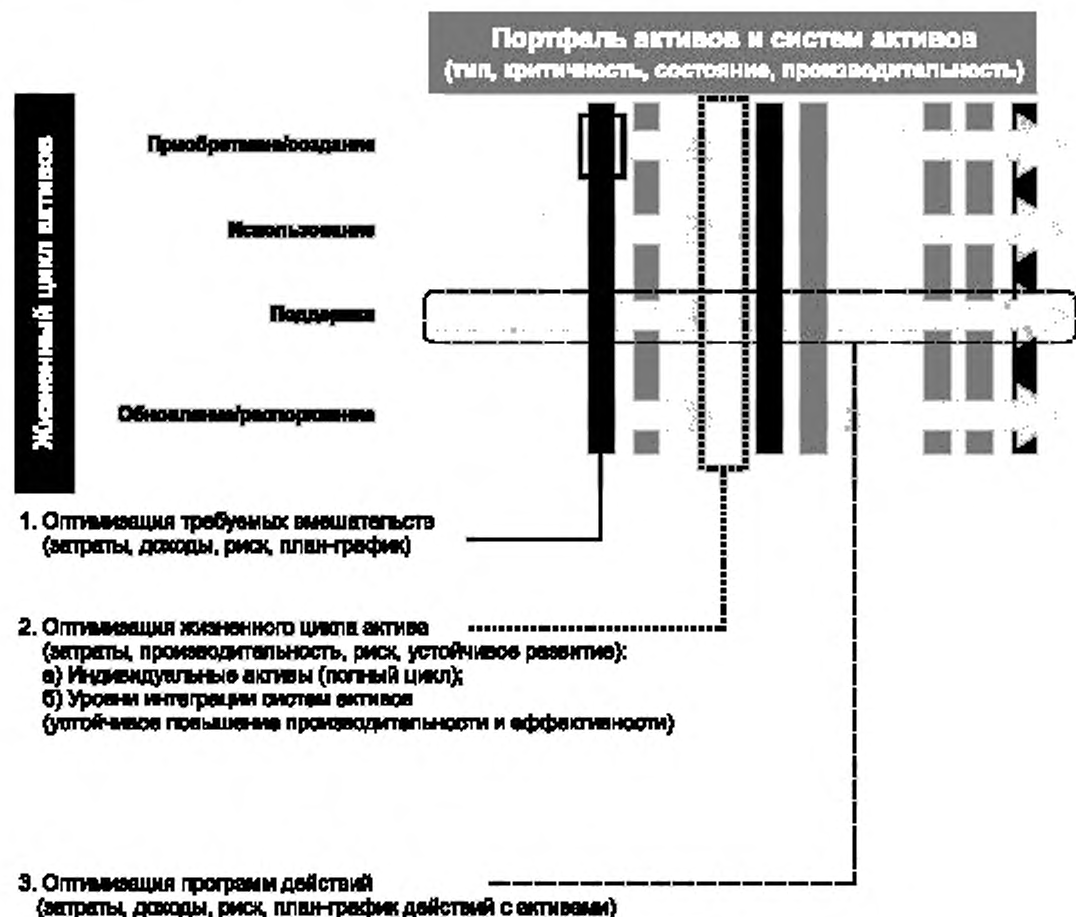 Портфель активов и систем активов
(тип, критичность, состояние, производительность)
Жизненный цикл активов
Приобретение/создание
Использование
Поддержка
Обновление/распоряжение
1. Оптимизация требуемых вмешательств
(затраты, доходы, риск, план-график)
2. Оптимизация жизненного цикла актива
(затраты, производительность, риск, устойчивое развитие):
а) Индивидуальные активы (полный цикл);
б) Уровни интеграции систем активов
(устойчивое повышение производительности и эффективности)
3. Оптимизация программ действий
(затраты, доходы, риск, план-график действий с активами)